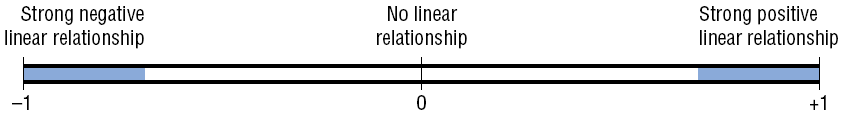 Strong negative
linear relationship
No linear
relationship
Strong positive
linear relationship
–1
0
+1